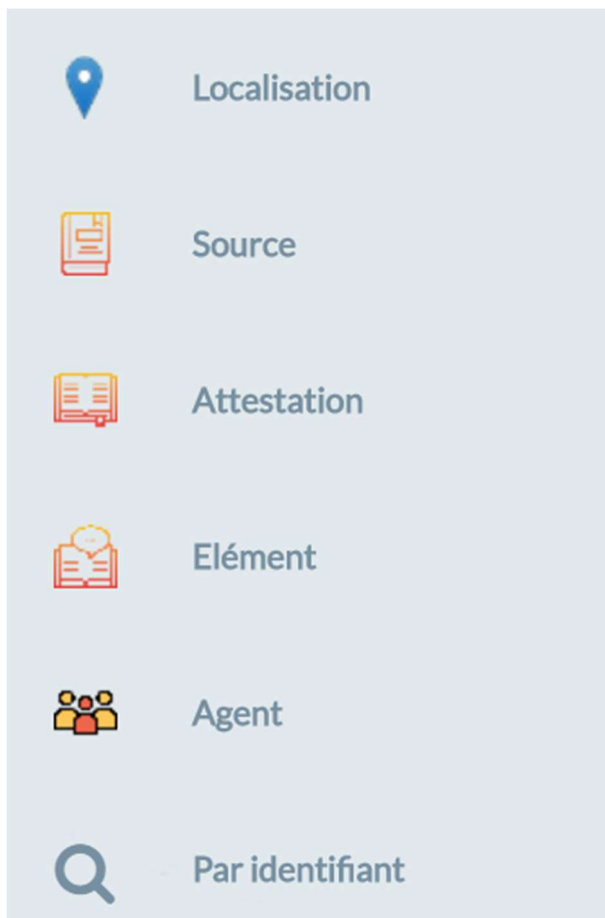 Localisation
Source
Attestation
Elément
Agent
Par identifiant